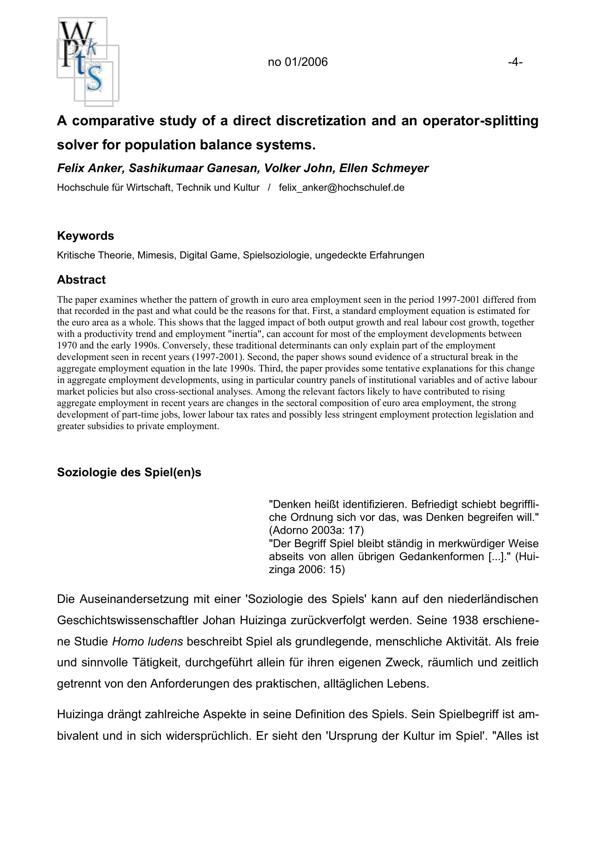 W
Pk
ts
S
no 01/2006 -4-
A comparative study of a direct discretization and an operator-splitting
solver for population balance systems.
Felix Anker, Sashikumaar Ganesan, Volker John, Ellen Schmeyer
Hochschule für Wirtschaft, Technik und Kultur / felix_anker@hochschulef.de
Keywords
Kritische Theorie, Mimesis, Digital Game, Spielsoziologie, ungedeckte Erfahrungen
Abstract
The paper examines whether the pattern of growth in euro area employment seen in the period 1997-2001 differed from
that recorded in the past and what could be the reasons for that. First, a standard employment equation is estimated for
the euro area as a whole. This shows that the lagged impact of both output growth and real labour cost growth, together
with a productivity trend and employment "inertia", can account for most of the employment developments between
1970 and the early 1990s. Conversely, these traditional determinants can only explain part of the employment
development seen in recent years (1997-2001). Second, the paper shows sound evidence of a structural break in the
aggregate employment equation in the late 1990s. Third, the paper provides some tentative explanations for this change
in aggregate employment developments, using in particular country panels of institutional variables and of active labour
market policies but also cross-sectional analyses. Among the relevant factors likely to have contributed to rising
aggregate employment in recent years are changes in the sectoral composition of euro area employment, the strong
development of part-time jobs, lower labour tax rates and possibly less stringent employment protection legislation and
greater subsidies to private employment.
Soziologie des Spiel(en)s
"Denken heißt identifizieren. Befriedigt schiebt begriffli-
che Ordnung sich vor das, was Denken begreifen will."
(Adorno 2003a: 17)
"Der Begriff Spiel bleibt ständig in merkwürdiger Weise
abseits von allen übrigen Gedankenformen [...]." (Hui-
zinga 2006: 15)
Die Auseinandersetzung mit einer 'Soziologie des Spiels' kann auf den niederländischen
Geschichtswissenschaftler Johan Huizinga zurückverfolgt werden. Seine 1938 erschiene-
ne Studie Homo ludens beschreibt Spiel als grundlegende, menschliche Aktivität. Als freie
und sinnvolle Tätigkeit, durchgeführt allein für ihren eigenen Zweck, räumlich und zeitlich
getrennt von den Anforderungen des praktischen, alltäglichen Lebens.
Huizinga drängt zahlreiche Aspekte in seine Definition des Spiels. Sein Spielbegriff ist am-
bivalent und in sich widersprüchlich. Er sieht den 'Ursprung der Kultur im Spiel'. "Alles ist